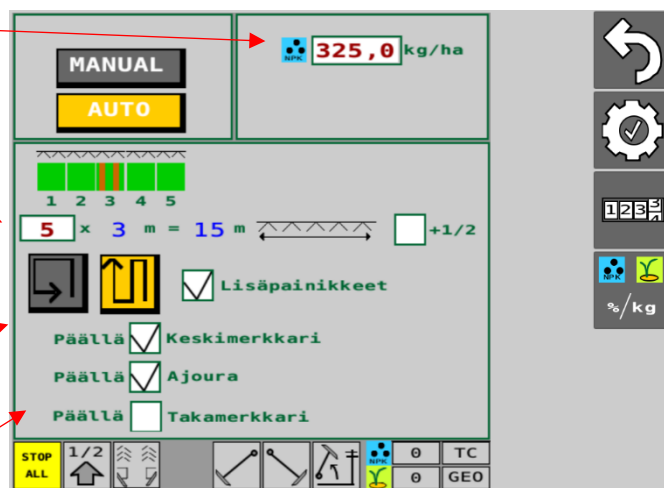 MANUAL
AUTO
NPK 325,0 kg/ha
1 2 3 4 5
5 x 3 m = 15 m +1/2
Lisäpainikkeet
Päällä Keskimerkkari
Päällä Ajoura
Päällä Takamerkkari
STOP ALL
1/2
NPK 0 TC
0 GEO
NPK
%/kg